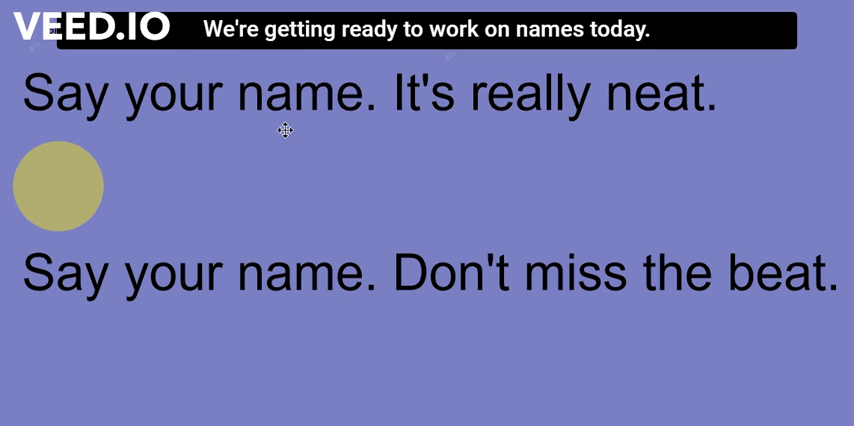 VEED.IO
We're getting ready to work on names today.
Say your name. It's really neat.
Say your name. Don't miss the beat.